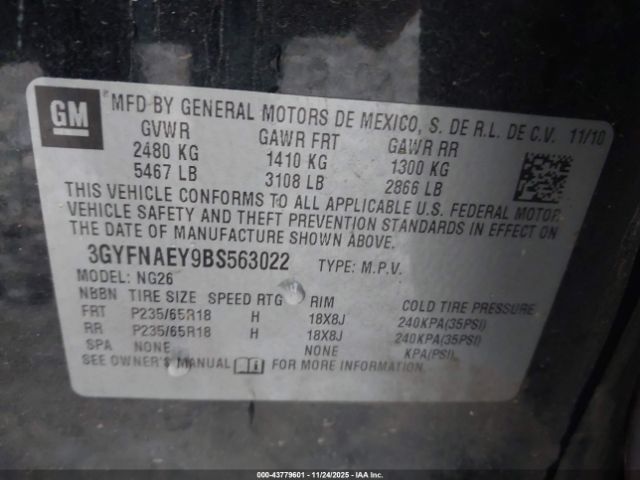 GM
MFD BY GENERAL MOTORS DE MEXICO, S. DE R.L. DE C.V. 11/10
GVWR GAWR FRT GAWR RR
2480 KG 1410 KG 1300 KG
5467 LB 3108 LB 2866 LB
THIS VEHICLE CONFORMS TO ALL APPLICABLE U.S. FEDERAL MOTOR
VEHICLE SAFETY AND THEFT PREVENTION STANDARDS IN EFFECT ON
THE DATE OF MANUFACTURE SHOWN ABOVE.
3GYFNAEY9BS563022 TYPE: M.P.V.
MODEL: NG26
NBBN TIRE SIZE SPEED RTG RIM COLD TIRE PRESSURE
FRT P235/65R18 H 18X8J 240KPA(35PSI)
RR P235/65R18 H 18X8J 240KPA(35PSI)
SPA NONE NONE KPA(PSI)
SEE OWNER'S MANUAL FOR MORE INFORMATION
000-43779601 - 11/24/2025 - IAA Inc.